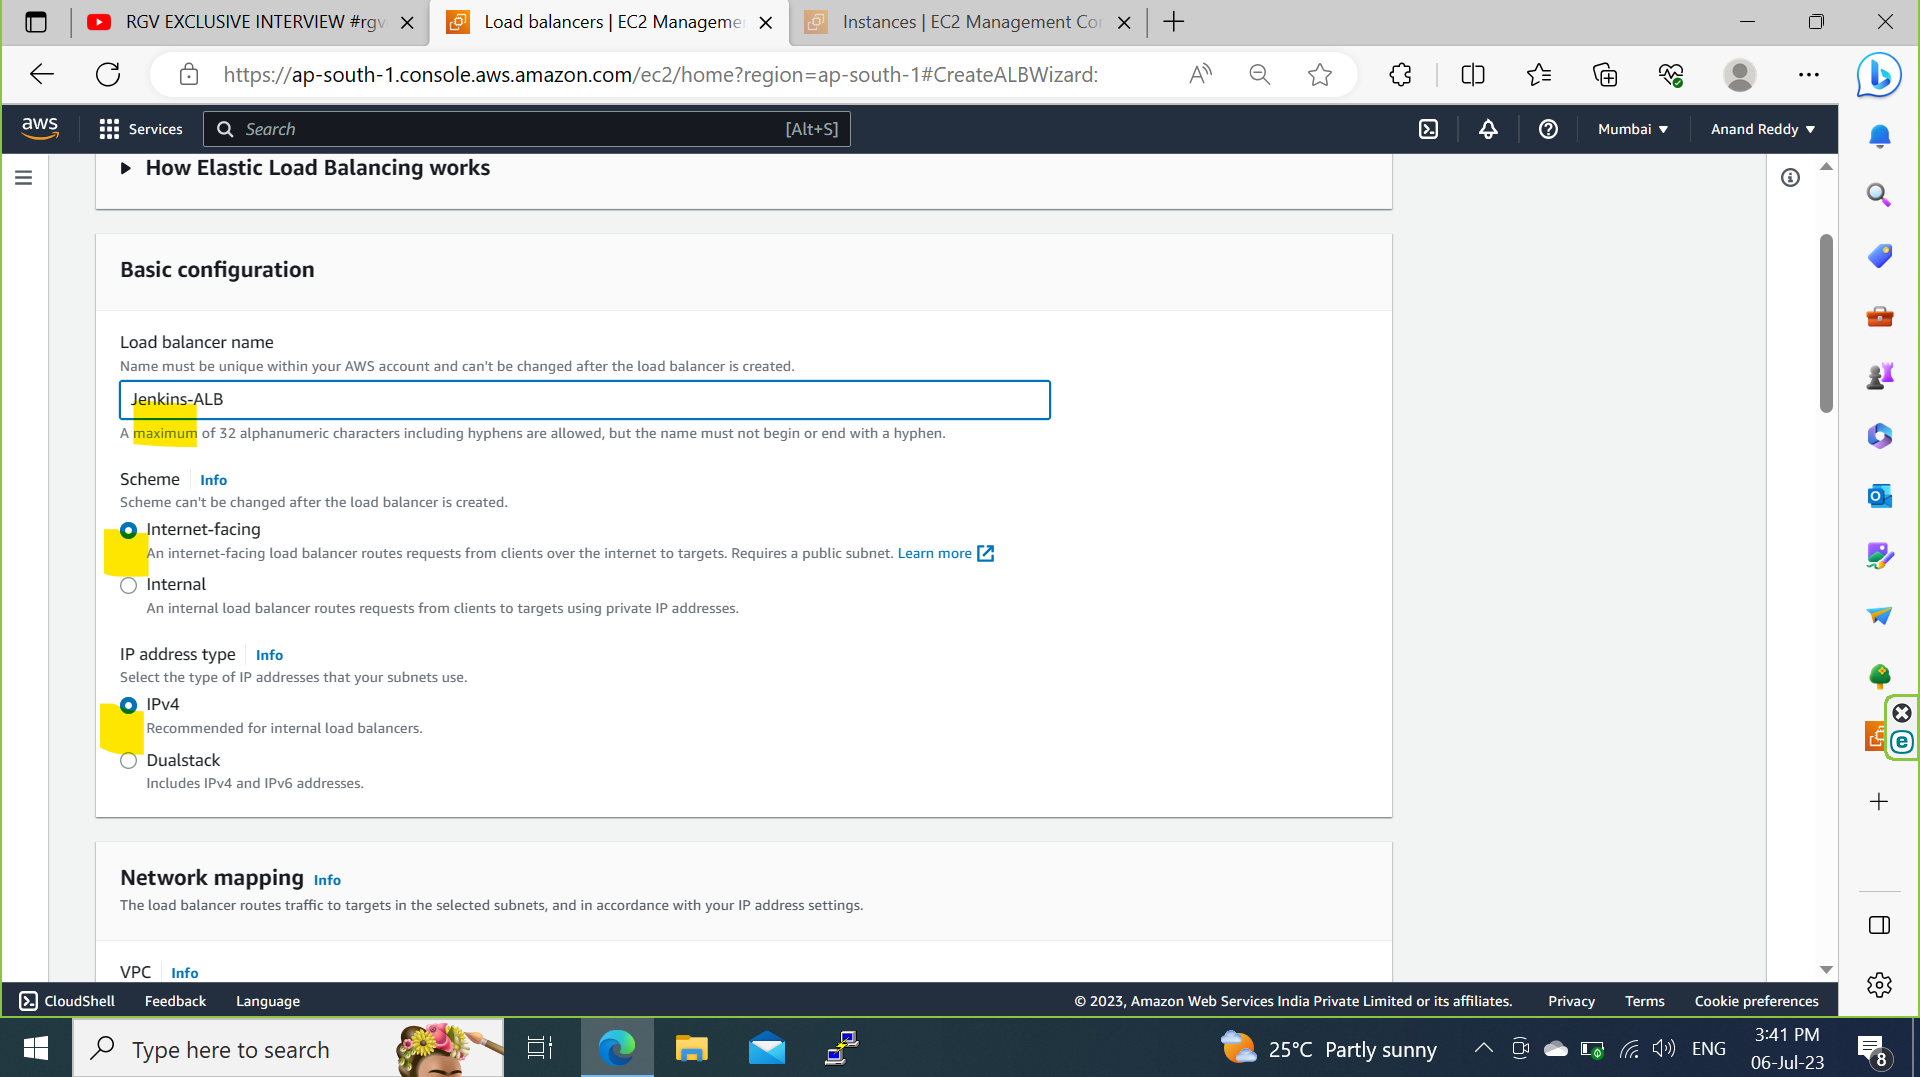 RGV EXCLUSIVE INTERVIEW #rgv
Load balancers | EC2 Manageme
Instances | EC2 Management Co
https://ap-south-1.console.aws.amazon.com/ec2/home?region=ap-south-1#CreateALBWizard:
aws
Services
Search
[Alt+S]
Mumbai
Anand Reddy
How Elastic Load Balancing works
Basic configuration
Load balancer name
Name must be unique within your AWS account and can't be changed after the load balancer is created.
Jenkins-ALB
A maximum of 32 alphanumeric characters including hyphens are allowed, but the name must not begin or end with a hyphen.
Scheme Info
Scheme can't be changed after the load balancer is created.
Internet-facing
An internet-facing load balancer routes requests from clients over the internet to targets. Requires a public subnet. Learn more
Internal
An internal load balancer routes requests from clients to targets using private IP addresses.
IP address type Info
Select the type of IP addresses that your subnets use.
IPv4
Recommended for internal load balancers.
Dualstack
Includes IPv4 and IPv6 addresses.
Network mapping Info
The load balancer routes traffic to targets in the selected subnets, and in accordance with your IP address settings.
VPC Info
CloudShell Feedback Language
© 2023, Amazon Web Services India Private Limited or its affiliates. Privacy Terms Cookie preferences
Type here to search
25°C Partly sunny
ENG
3:41 PM
06-Jul-23
8